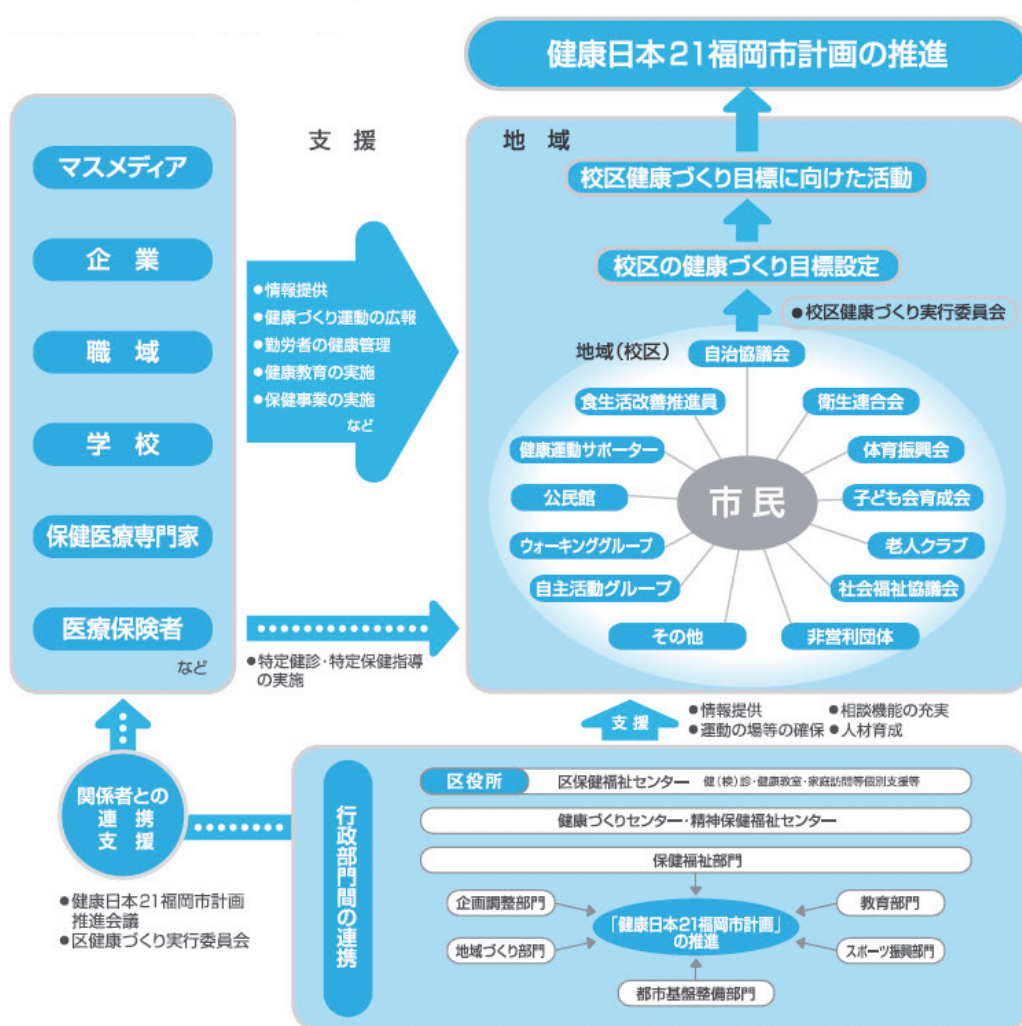 健康日本21福岡市計画の推進
マスメディア
企 業
職 域
学 校
保健医療専門家
医療保険者
など
支 援
●情報提供
●健康づくり運動の広報
●勤労者の健康管理
●健康教育の実施
●保健事業の実施
など
●特定健診・特定保健指導
の実施
地 域
校区健康づくり目標に向けた活動
校区の健康づくり目標設定
●校区健康づくり実行委員会
地域(校区)
自治協議会
食生活改善推進員
衛生連合会
健康運動サポーター
体育振興会
公民館
市民
子ども会育成会
ウォーキンググループ
老人クラブ
自主活動グループ
社会福祉協議会
その他
非営利団体
支援
●情報提供 ●相談機能の充実
●運動の場等の確保 ●人材育成
関係者との
連 携
支 援
●健康日本21福岡市計画
推進会議
●区健康づくり実行委員会
行政部門間の連携
区役所 区保健福祉センター 健(検)診・健康教室・家庭訪問等個別支援等
健康づくりセンター・精神保健福祉センター
保健福祉部門
企画調整部門
教育部門
「健康日本21福岡市計画」
の推進
地域づくり部門
スポーツ振興部門
都市基盤整備部門